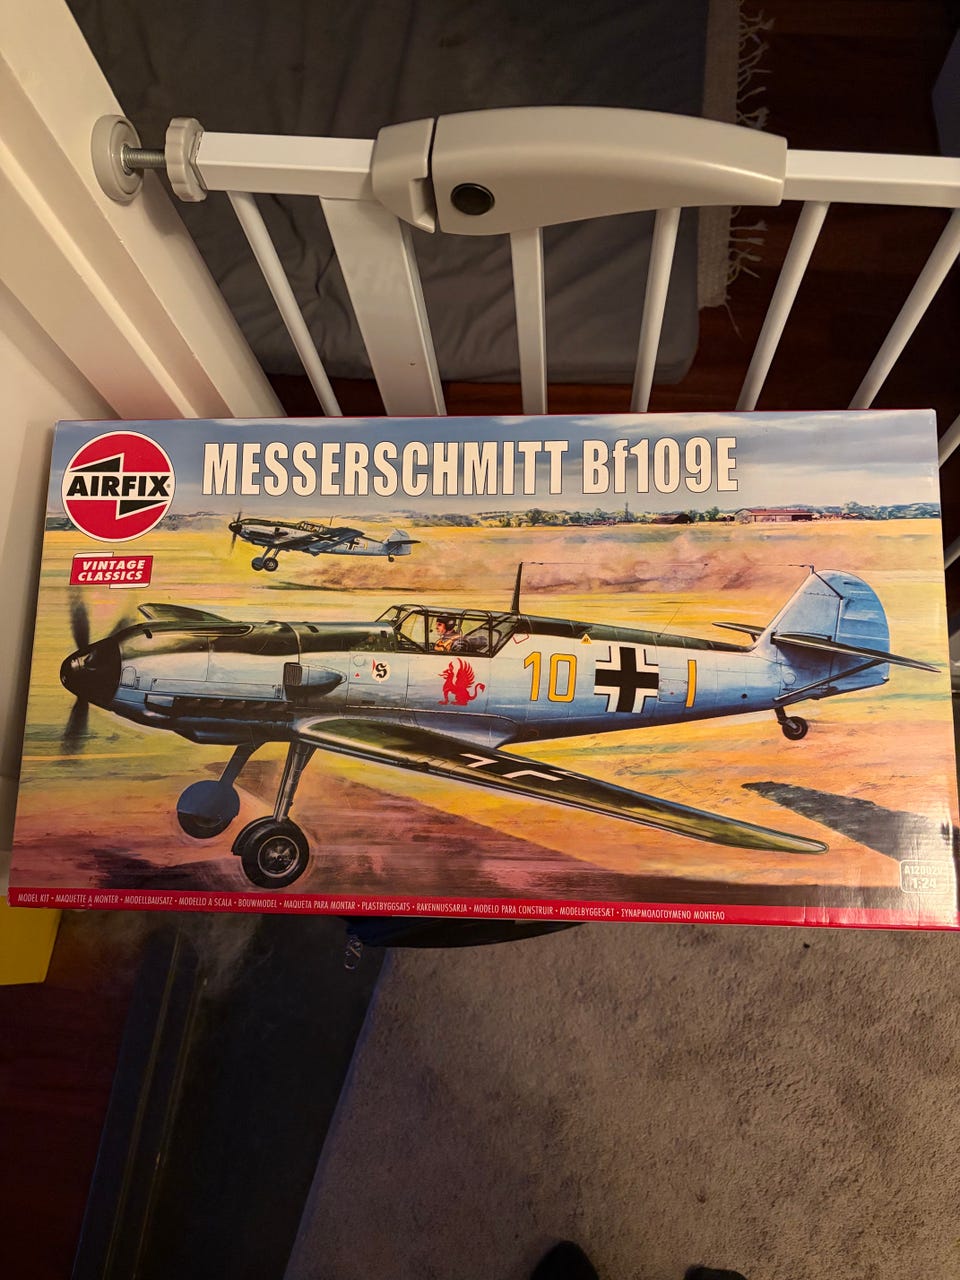 MESSERSCHMITT Bf109E
AIRFIX
VINTAGE
CLASSICS
S
10
I
A12002V
1:24
MODEL KIT • MAQUETTE A MONTER • MODELLBAUSATZ • MODELLO A SCALA • BOUWMODEL • MAQUETA PARA MONTAR • PLASTBYGGSATS • RAKENNUSSARJA • MODELO PARA CONSTRUIR • MODELBYGGESÆT • ΣΥΝΑΡΜΟΛΟΓΟΥΜΕΝΟ ΜΟΝΤΕΛΟ